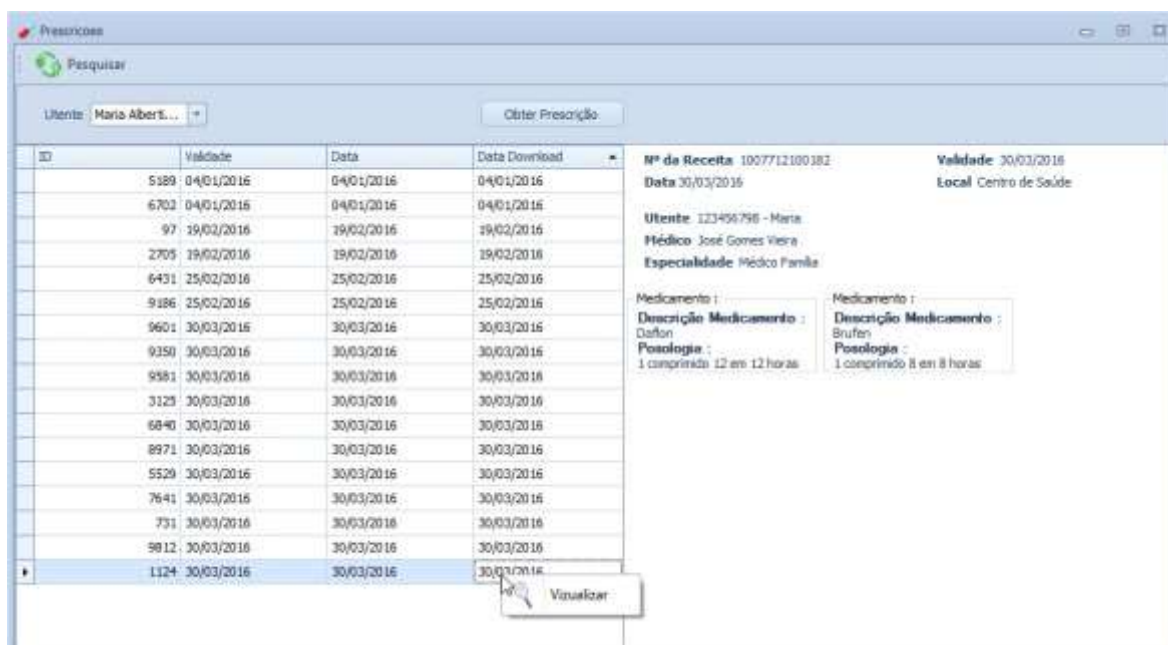 Prescricoes
Pesquisar
Utente Maria Albert... Obter Prescrição
ID Validade Data Data Download
5189 04/01/2016 04/01/2016 04/01/2016
6702 04/01/2016 04/01/2016 04/01/2016
97 19/02/2016 19/02/2016 19/02/2016
2705 19/02/2016 19/02/2016 19/02/2016
6431 25/02/2016 25/02/2016 25/02/2016
9186 25/02/2016 25/02/2016 25/02/2016
9601 30/03/2016 30/03/2016 30/03/2016
9350 30/03/2016 30/03/2016 30/03/2016
9581 30/03/2016 30/03/2016 30/03/2016
3125 30/03/2016 30/03/2016 30/03/2016
6840 30/03/2016 30/03/2016 30/03/2016
8971 30/03/2016 30/03/2016 30/03/2016
5529 30/03/2016 30/03/2016 30/03/2016
7641 30/03/2016 30/03/2016 30/03/2016
731 30/03/2016 30/03/2016 30/03/2016
9812 30/03/2016 30/03/2016 30/03/2016
1124 30/03/2016 30/03/2016 30/03/2016
Vizualizar
Nº da Receita 1007712100182 Validade 30/03/2016
Data 30/03/2016 Local Centro de Saúde
Utente 123456798 - Maria
Médico José Gomes Vieira
Especialidade Médico Família
Medicamento :
Descrição Medicamento :
Daflon
Posologia :
1 comprimido 12 em 12 horas
Medicamento :
Descrição Medicamento :
Brufen
Posologia :
1 comprimido 8 em 8 horas